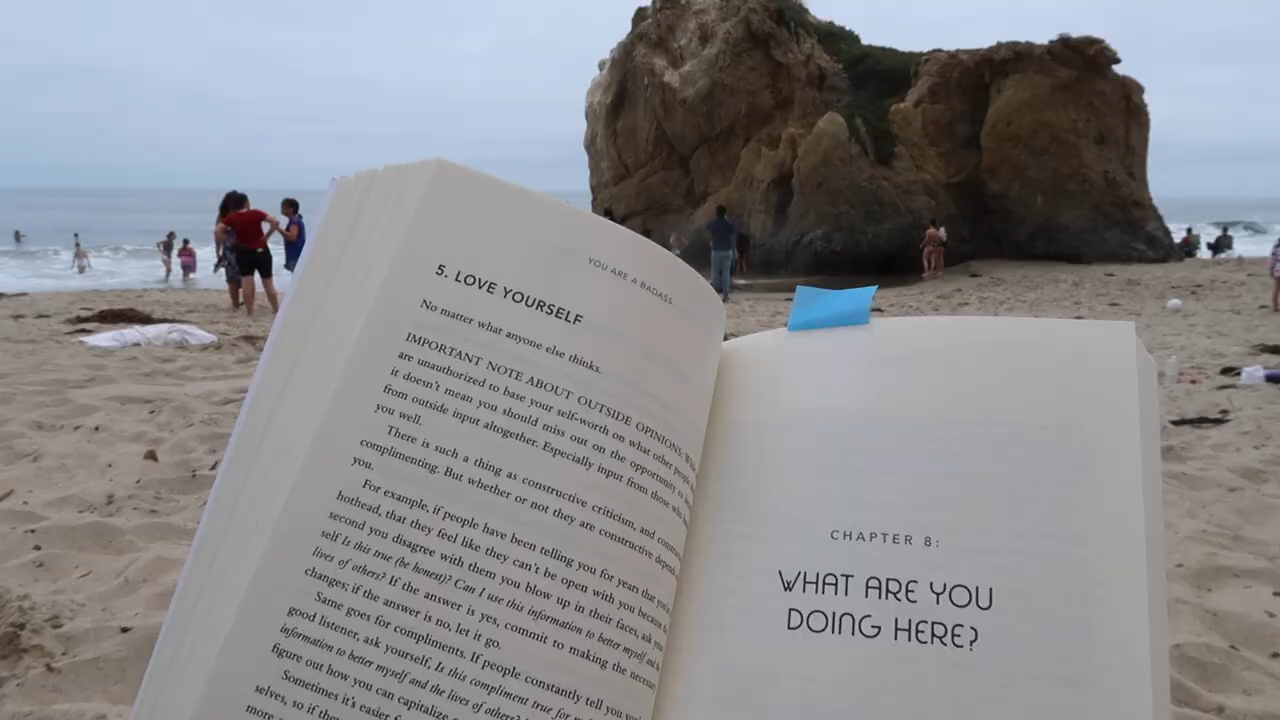 YOU ARE A BADASS
5. LOVE YOURSELF
No matter what anyone else thinks.
IMPORTANT NOTE ABOUT OUTSIDE OPINIONS:
are unauthorized to base your self-worth on what other people
it doesn't mean you should miss out on the opportunity to
from outside input altogether. Especially input from those who
you well.
There is such a thing as constructive criticism, and
complimenting. But whether or not they are constructive
you.
For example, if people have been telling you for years that
hothead, that they feel like they can't be open with you because
second you disagree with them you blow up in their faces, ask
self Is this true (be honest)? Can I use this information to better myself and
lives of others? If the answer is yes, commit to making the
changes; if the answer is no, let it go.
Same goes for compliments. If people constantly tell you
good listener, ask yourself, Is this compliment true for
information to better myself and the lives of others?
figure out how you can capitalize
Sometimes it's easier
selves, so if they
more
CHAPTER 8:
WHAT ARE YOU
DOING HERE?